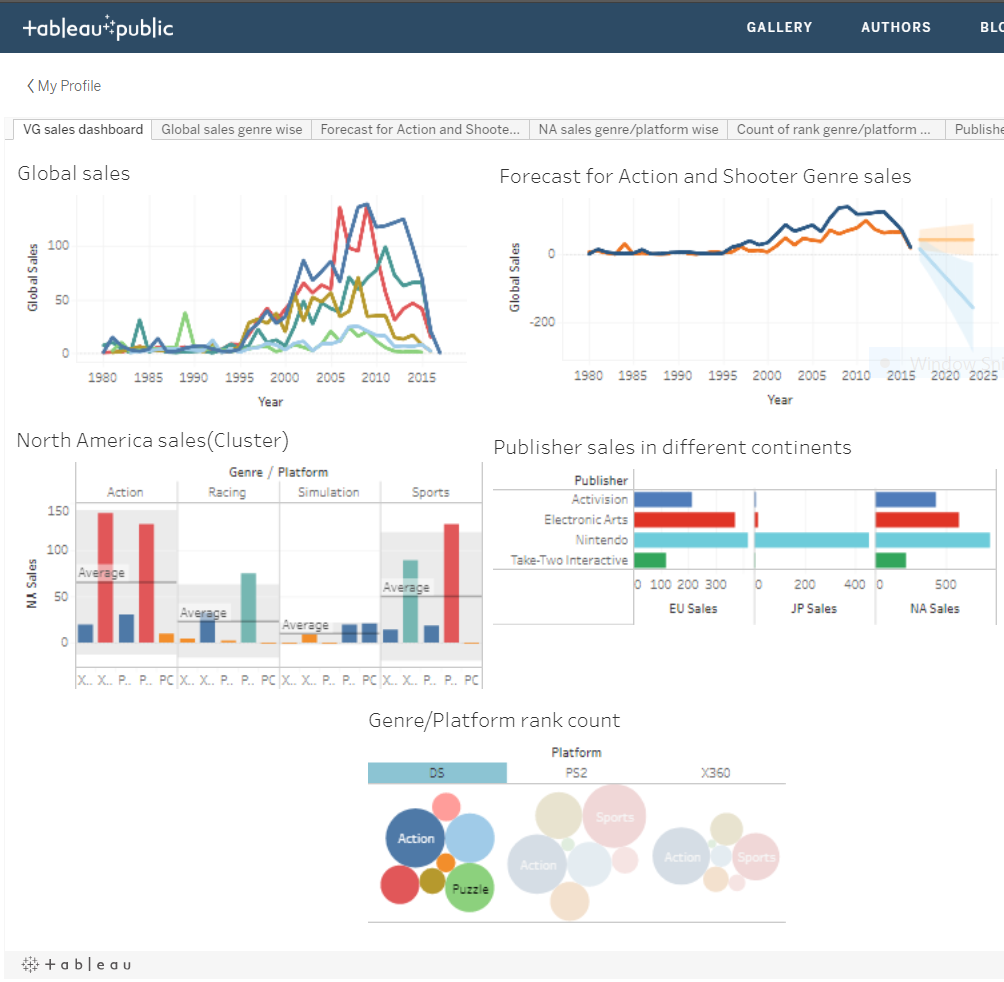 +ableau public
GALLERY AUTHORS BLO
My Profile
VG sales dashboard Global sales genre wise Forecast for Action and Shoote... NA sales genre/platform wise Count of rank genre/platform ... Publishe
Global sales
Global Sales
100
50
0
1980 1985 1990 1995 2000 2005 2010 2015
Year
Forecast for Action and Shooter Genre sales
Global Sales
0
-200
1980 1985 1990 1995 2000 2005 2010 2015 2020 2025
Year
Window Sni
North America sales(Cluster)
Genre / Platform
Action Racing Simulation Sports
NA Sales
150
100
50
0
Average
Average
Average
Average
X.. X.. P.. P.. PC X.. X.. P.. P.. PC X.. X.. P.. P.. PC X.. X.. P.. P.. PC
Publisher sales in different continents
Publisher
Activision
Electronic Arts
Nintendo
Take-Two Interactive
0 100 200 300 0 200 400 0 500
EU Sales JP Sales NA Sales
Genre/Platform rank count
Platform
DS PS2 X360
Action
Puzzle
Sports
Action
Action
Sports
+ableau